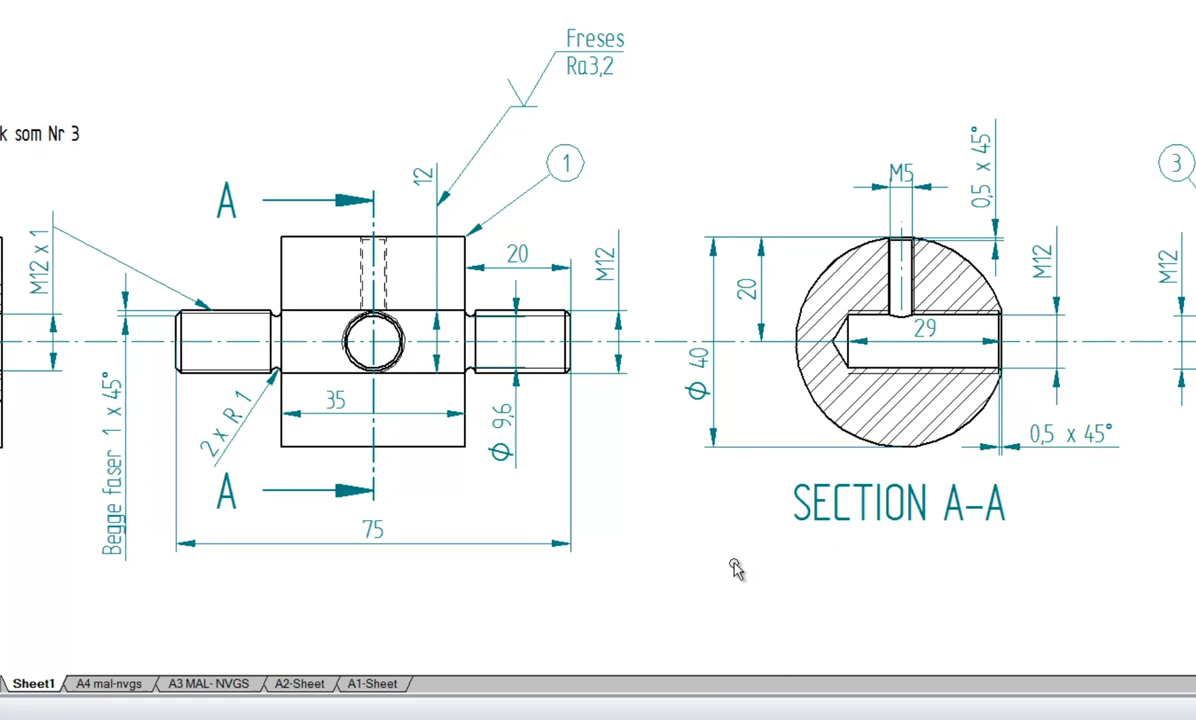 Freses
Ra3,2
k som Nr 3
A
12
1
M5
0,5 x 45°
3
M12 x 1
20
M12
20
M12
M12
29
Φ 40
35
2 x R 1
Φ 9,6
Begge faser 1 x 45°
0,5 x 45°
A
SECTION A-A
75
Sheet1
A4 mal-nvgs
A3 MAL- NVGS
A2-Sheet
A1-Sheet